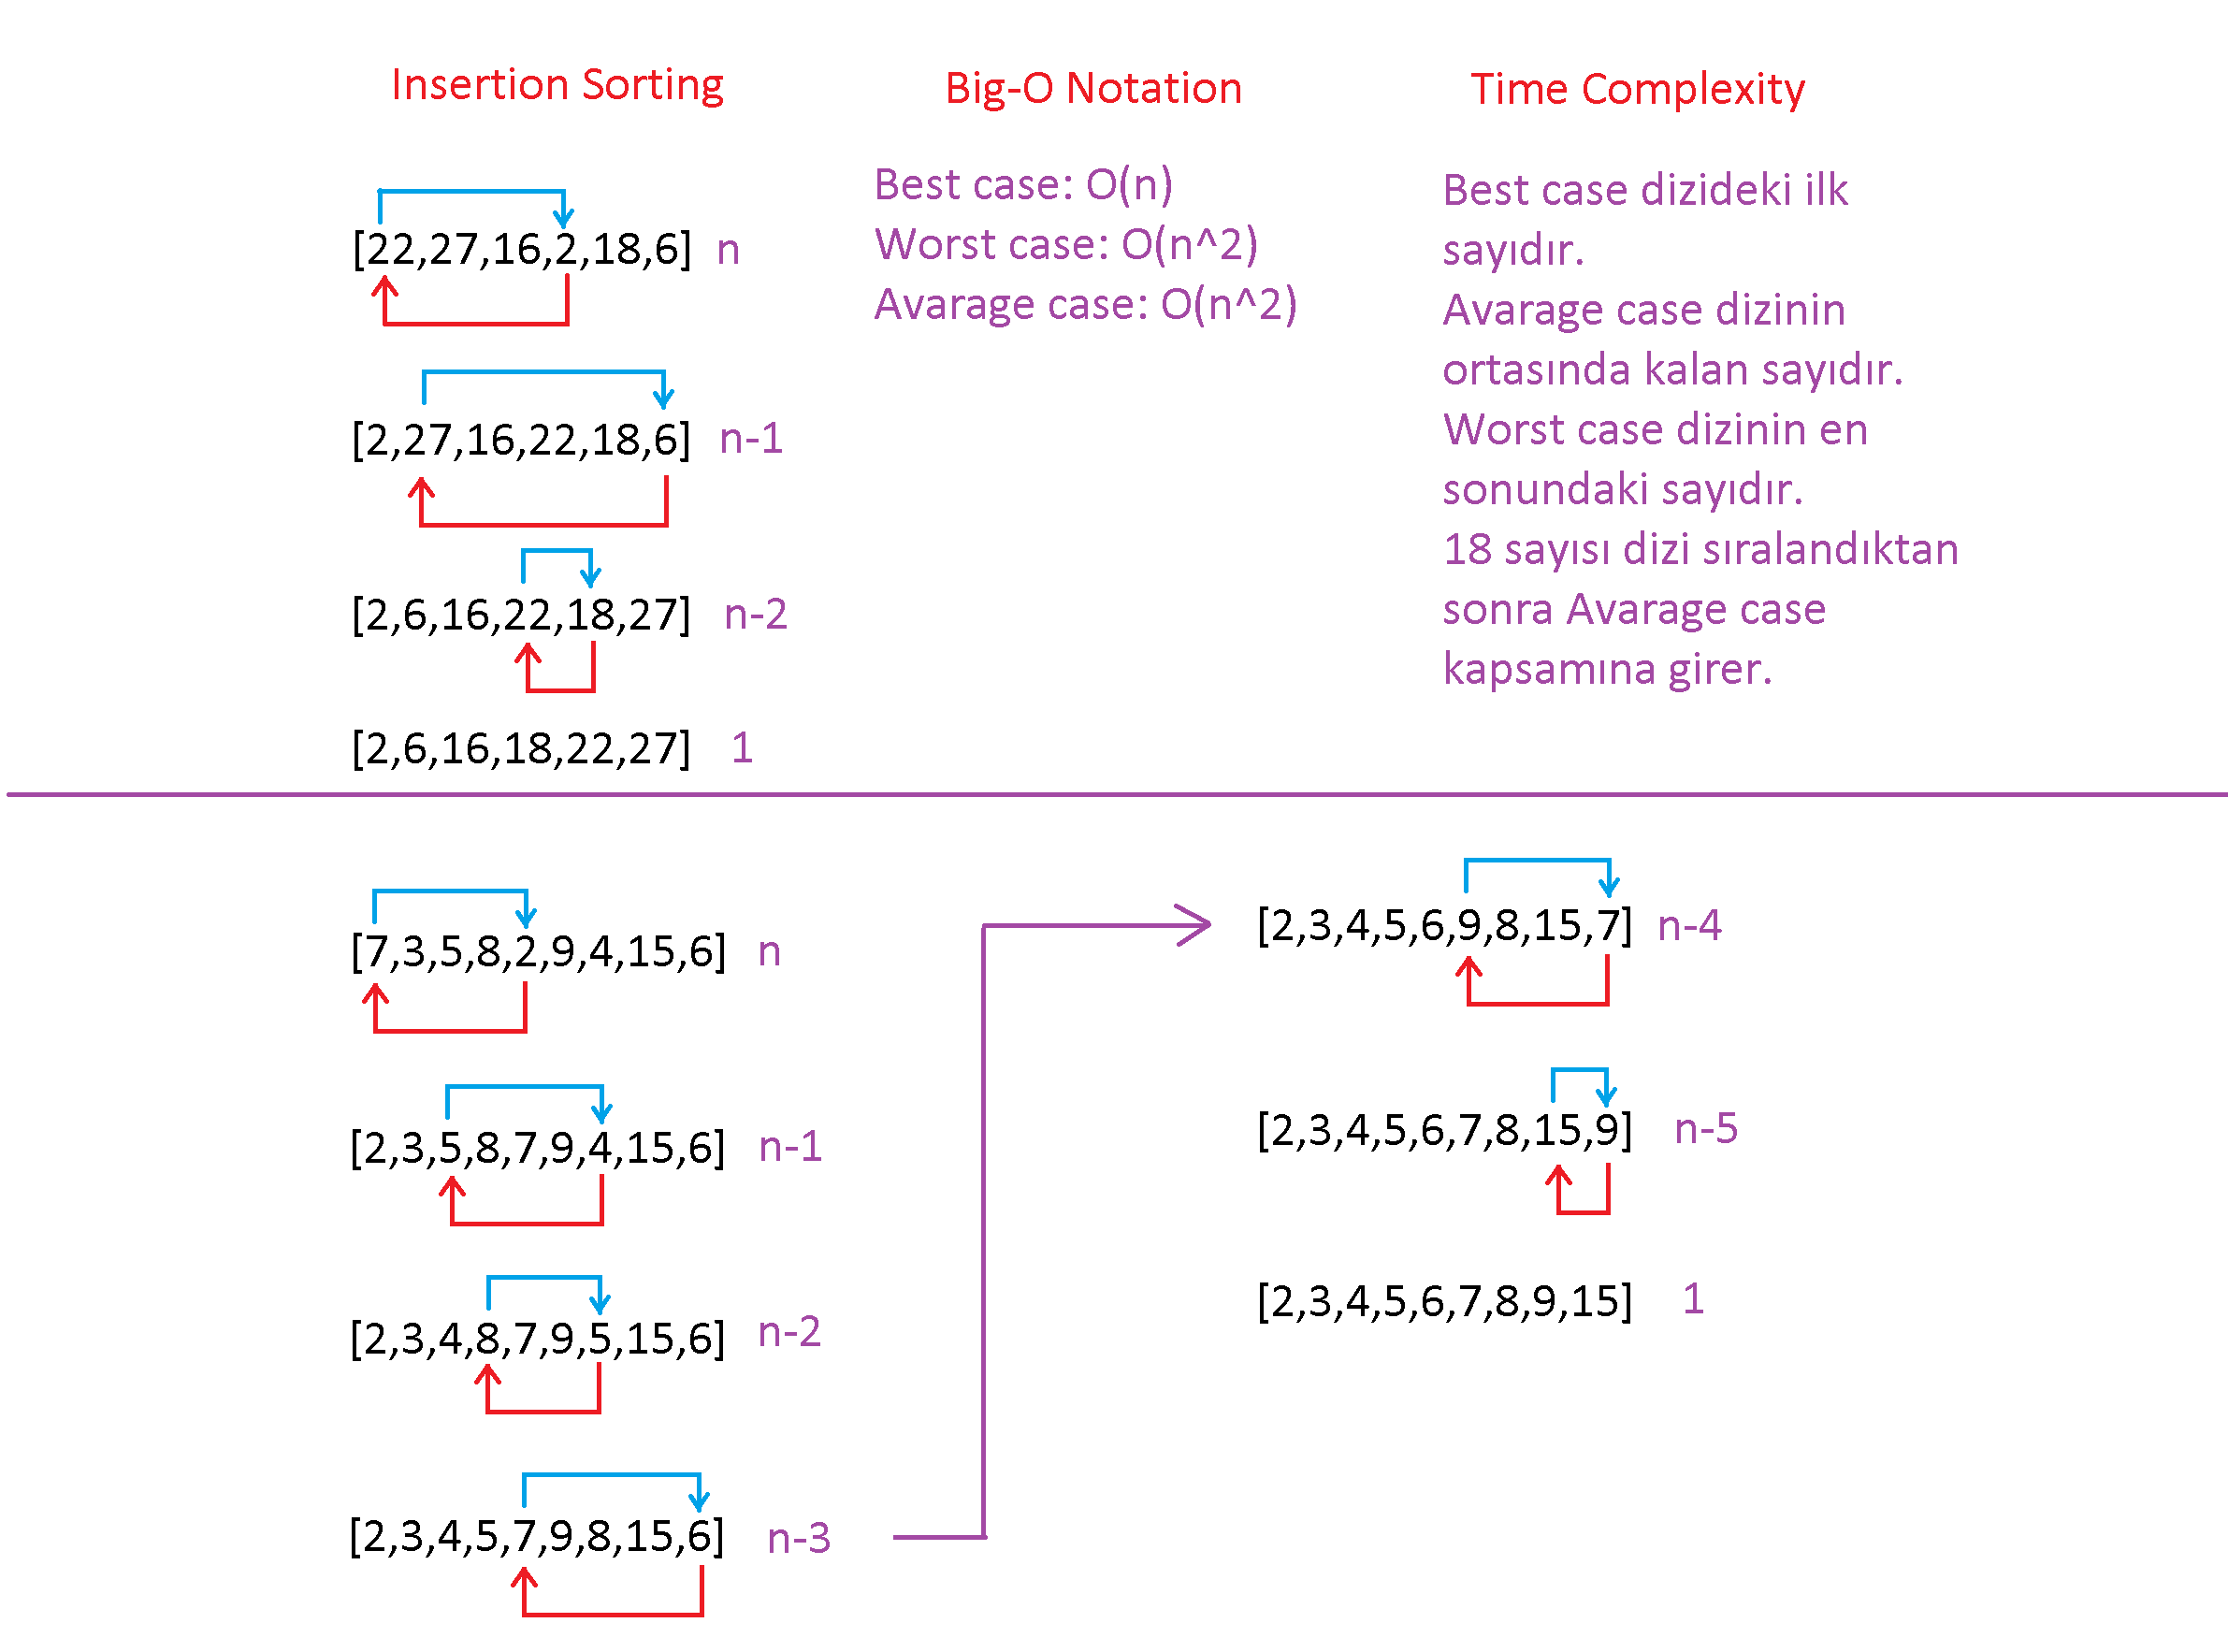 Insertion Sorting
[22,27,16,2,18,6] n
[2,27,16,22,18,6] n-1
[2,6,16,22,18,27] n-2
[2,6,16,18,22,27] 1
Big-O Notation
Best case: O(n)
Worst case: O(n^2)
Avarage case: O(n^2)
Time Complexity
Best case dizideki ilk
sayıdır.
Avarage case dizinin
ortasında kalan sayıdır.
Worst case dizinin en
sonundaki sayıdır.
18 sayısı dizi sıralandıktan
sonra Avarage case
kapsamına girer.
[7,3,5,8,2,9,4,15,6] n
[2,3,5,8,7,9,4,15,6] n-1
[2,3,4,8,7,9,5,15,6] n-2
[2,3,4,5,7,9,8,15,6] n-3
[2,3,4,5,6,9,8,15,7] n-4
[2,3,4,5,6,7,8,15,9] n-5
[2,3,4,5,6,7,8,9,15] 1